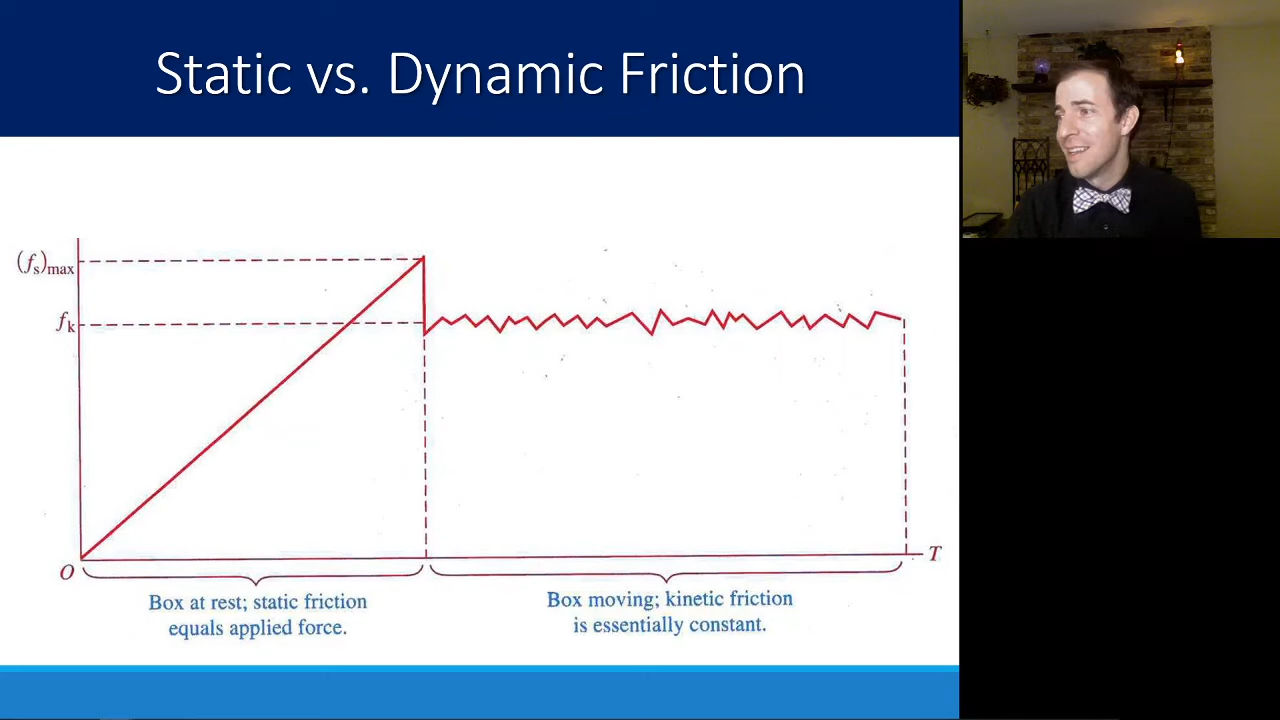 Static vs. Dynamic Friction
(fs)max
fk
O
T
Box at rest; static friction
equals applied force.
Box moving; kinetic friction
is essentially constant.